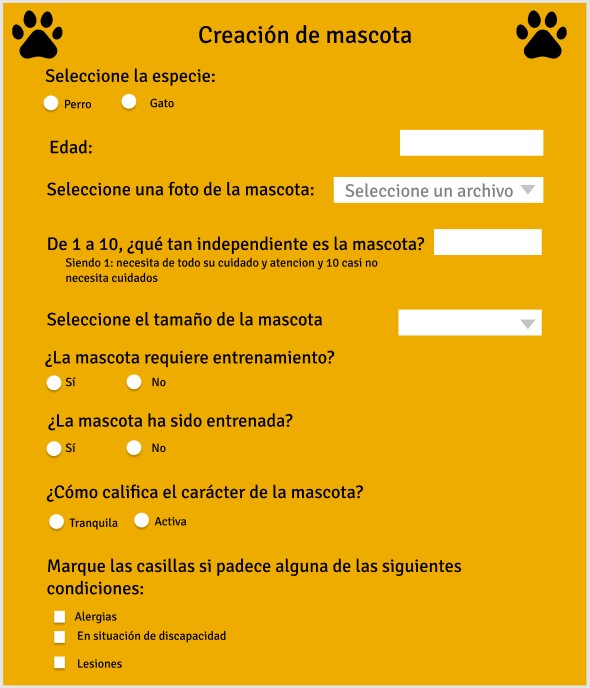 Creación de mascota
Seleccione la especie:
Perro Gato
Edad:
Seleccione una foto de la mascota: Seleccione un archivo
De 1 a 10, ¿qué tan independiente es la mascota?
Siendo 1: necesita de todo su cuidado y atencion y 10 casi no
necesita cuidados
Seleccione el tamaño de la mascota
¿La mascota requiere entrenamiento?
Sí No
¿La mascota ha sido entrenada?
Sí No
¿Cómo califica el carácter de la mascota?
Tranquila Activa
Marque las casillas si padece alguna de las siguientes
condiciones:
Alergias
En situación de discapacidad
Lesiones